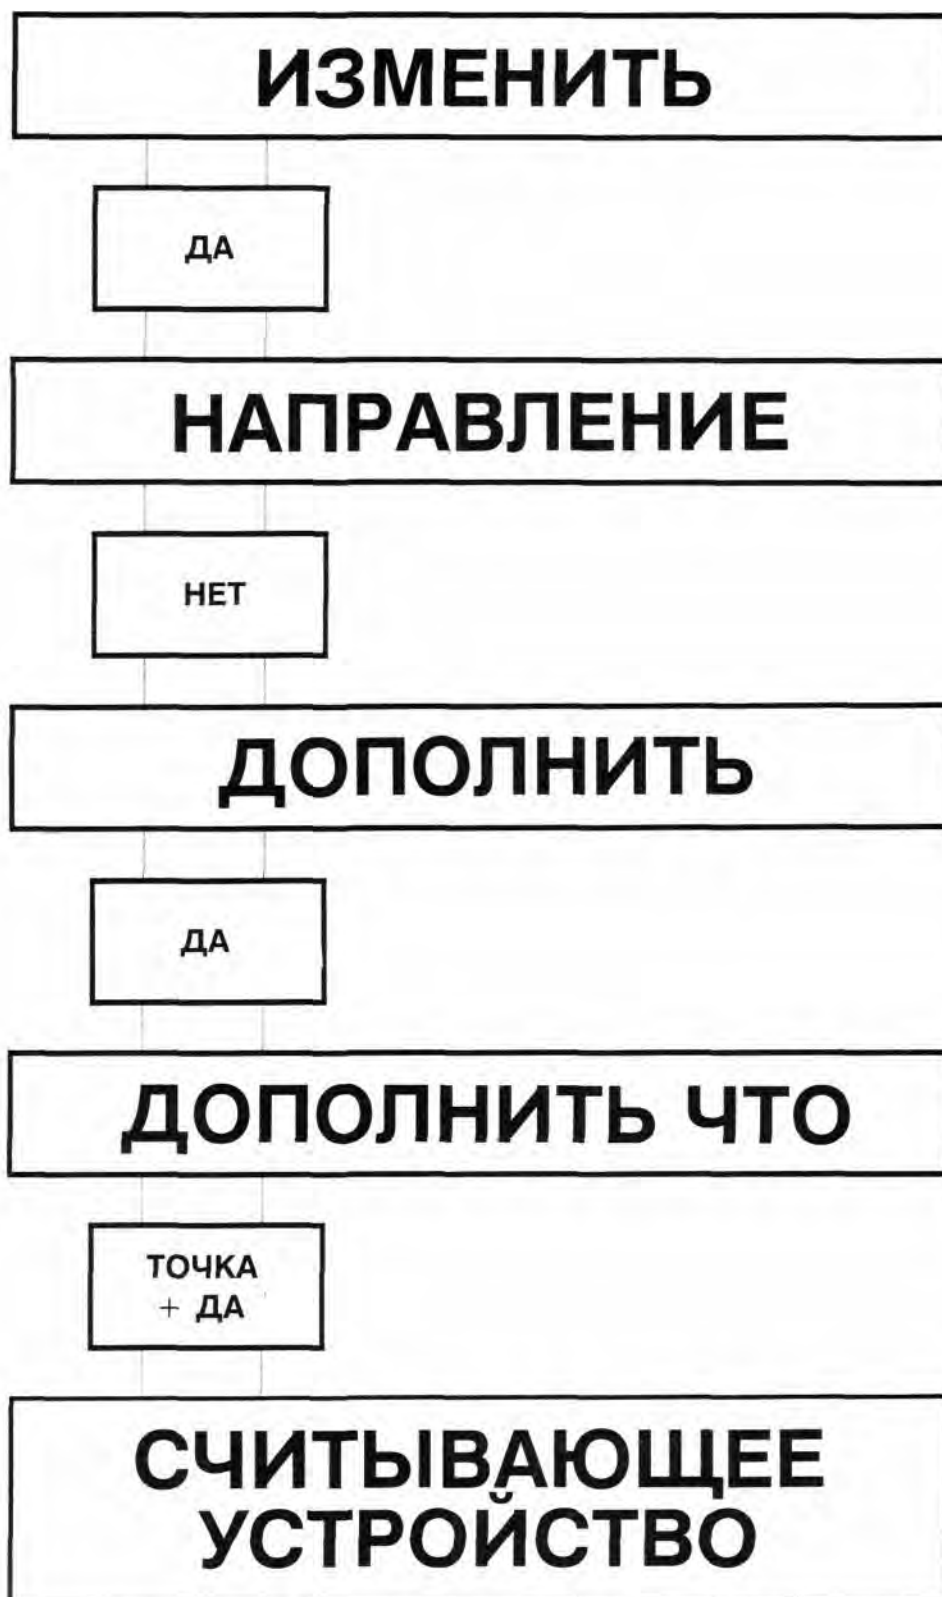 ИЗМЕНИТЬ
ДА
НАПРАВЛЕНИЕ
НЕТ
ДОПОЛНИТЬ
ДА
ДОПОЛНИТЬ ЧТО
ТОЧКА
+ ДА
СЧИТЫВАЮЩЕЕ
УСТРОЙСТВО